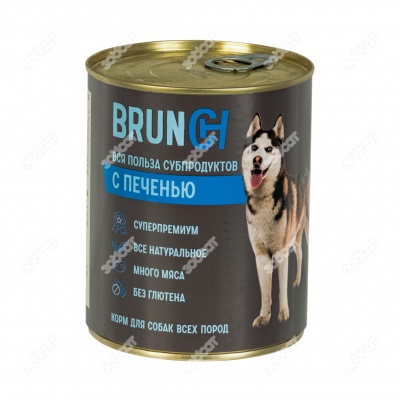 BRUNCH
ВСЯ ПОЛЬЗА СУБПРОДУКТОВ
С ПЕЧЕНЬЮ
СУПЕРПРЕМИУМ
ВСЕ НАТУРАЛЬНОЕ
МНОГО МЯСА
БЕЗ ГЛЮТЕНА
КОРМ ДЛЯ СОБАК ВСЕХ ПОРОД